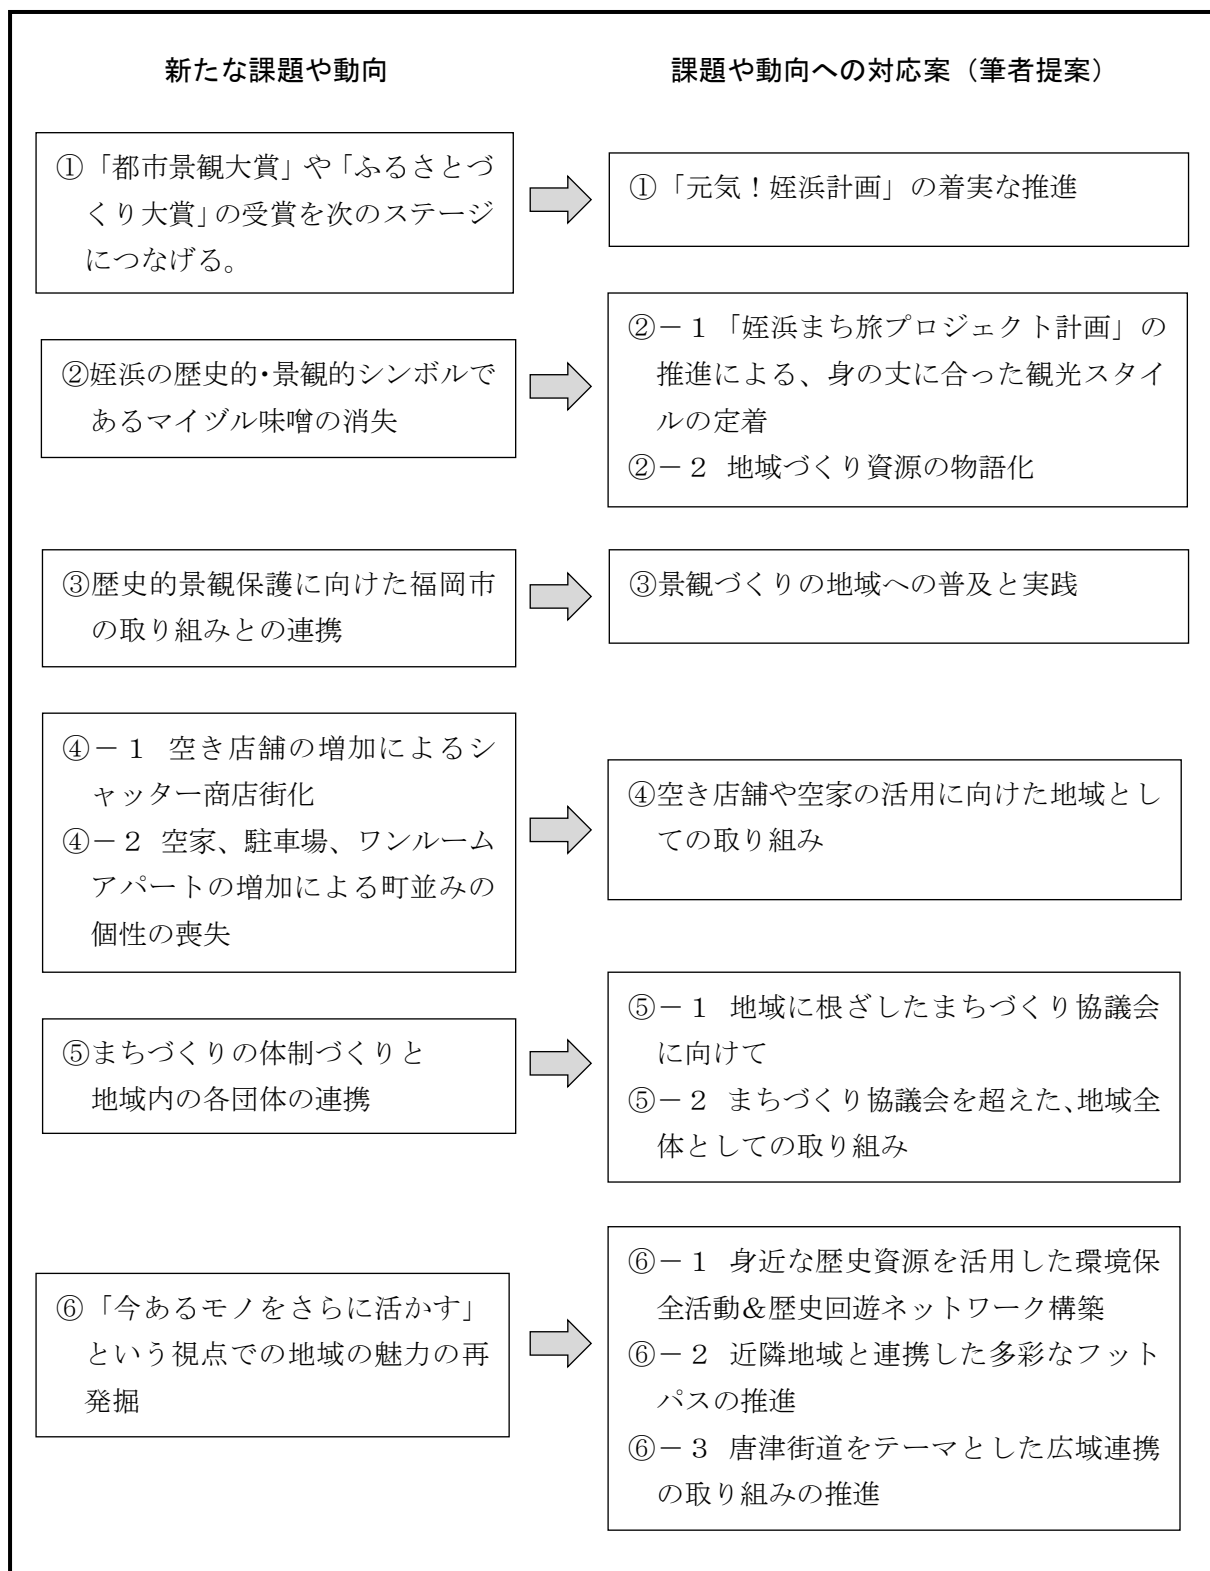 新たな課題や動向
課題や動向への対応案（筆者提案）
①「都市景観大賞」や「ふるさとづ
くり大賞」の受賞を次のステージ
につなげる。
①「元気！姪浜計画」の着実な推進
②姪浜の歴史的・景観的シンボルで
あるマイヅル味噌の消失
②－１「姪浜まち旅プロジェクト計画」の
推進による、身の丈に合った観光スタイ
ルの定着
②－２ 地域づくり資源の物語化
③歴史的景観保護に向けた福岡市
の取り組みとの連携
③景観づくりの地域への普及と実践
④－１ 空き店舗の増加によるシ
ャッター商店街化
④－２ 空家、駐車場、ワンルーム
アパートの増加による町並みの
個性の喪失
④空き店舗や空家の活用に向けた地域とし
ての取り組み
⑤まちづくりの体制づくりと
地域内の各団体の連携
⑤－１ 地域に根ざしたまちづくり協議会
に向けて
⑤－２ まちづくり協議会を超えた、地域全
体としての取り組み
⑥「今あるモノをさらに活かす」
という視点での地域の魅力の再
発掘
⑥－１ 身近な歴史資源を活用した環境保
全活動＆歴史回遊ネットワーク構築
⑥－２ 近隣地域と連携した多彩なフット
パスの推進
⑥－３ 唐津街道をテーマとした広域連携
の取り組みの推進